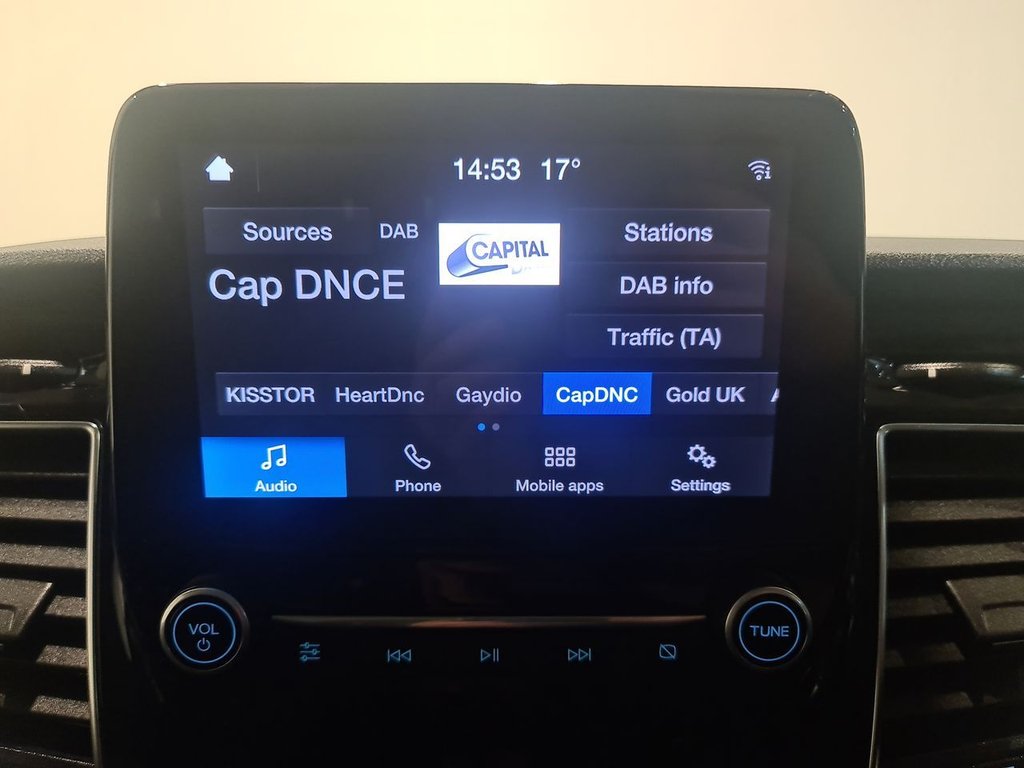 14:53 17°
Sources DAB CAPITAL Stations
Cap DNCE
DAB info
Traffic (TA)
KISSTOR HeartDnc Gaydio CapDNC Gold UK
Audio Phone Mobile apps Settings
VOL TUNE